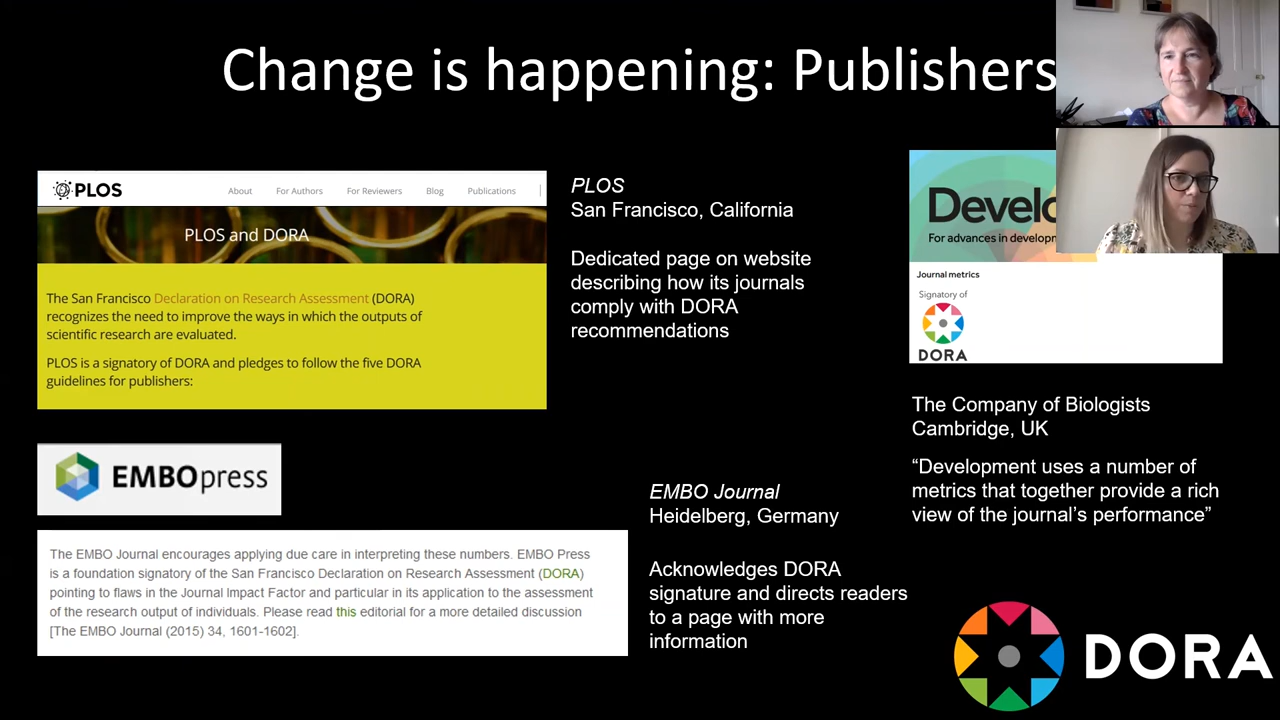 Change is happening: Publishers
PLOS
About For Authors For Reviewers Blog Publications
PLOS and DORA
The San Francisco Declaration on Research Assessment (DORA)
recognizes the need to improve the ways in which the outputs of
scientific research are evaluated.
PLOS is a signatory of DORA and pledges to follow the five DORA
guidelines for publishers:
PLOS
San Francisco, California
Dedicated page on website
describing how its journals
comply with DORA
recommendations
For advances in
Journal metrics
Signatory of
DORA
The Company of Biologists
Cambridge, UK
“Development uses a number of
metrics that together provide a rich
view of the journal’s performance”
EMBOpress
The EMBO Journal encourages applying due care in interpreting these numbers. EMBO Press
is a foundation signatory of the San Francisco Declaration on Research Assessment (DORA)
pointing to flaws in the Journal Impact Factor and particular in its application to the assessment
of the research output of individuals. Please read this editorial for a more detailed discussion
[The EMBO Journal (2015) 34, 1601-1602].
EMBO Journal
Heidelberg, Germany
Acknowledges DORA
signature and directs readers
to a page with more
information
DORA